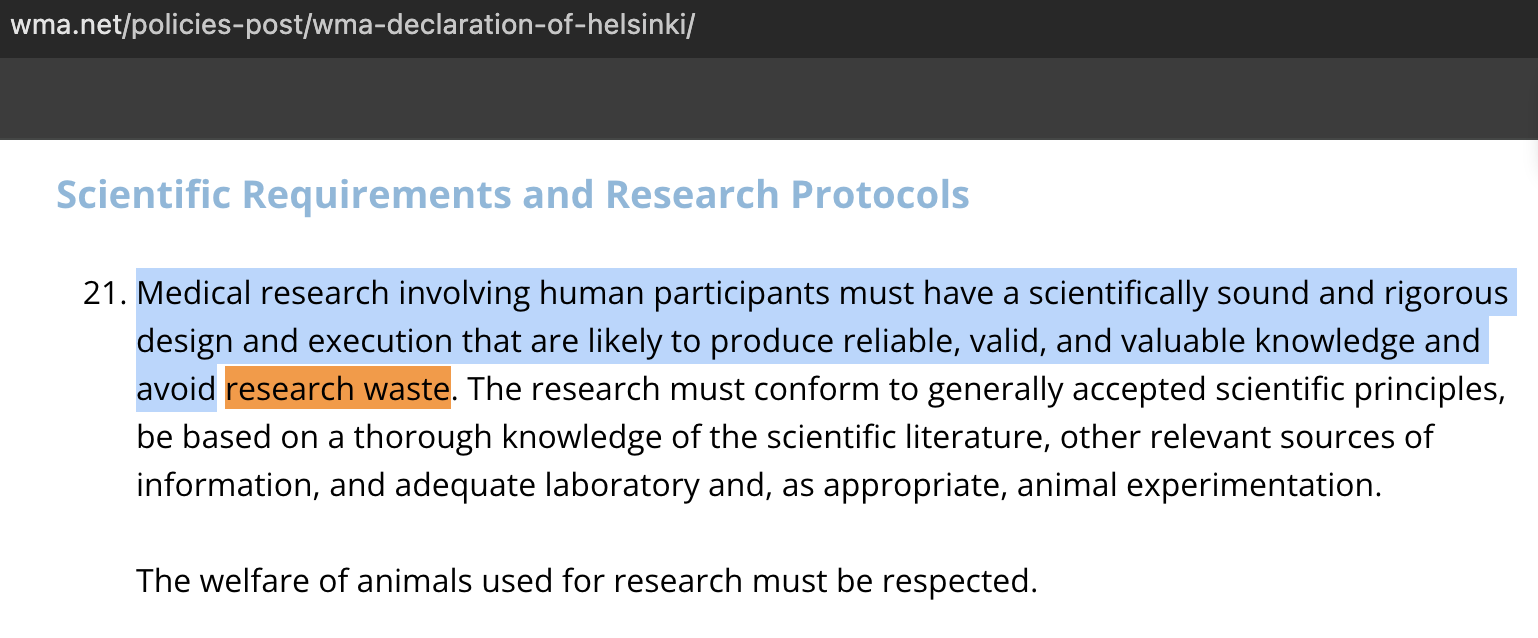 wma.net/policies-post/wma-declaration-of-helsinki/
Scientific Requirements and Research Protocols
21. Medical research involving human participants must have a scientifically sound and rigorous
design and execution that are likely to produce reliable, valid, and valuable knowledge and
avoid research waste. The research must conform to generally accepted scientific principles,
be based on a thorough knowledge of the scientific literature, other relevant sources of
information, and adequate laboratory and, as appropriate, animal experimentation.
The welfare of animals used for research must be respected.